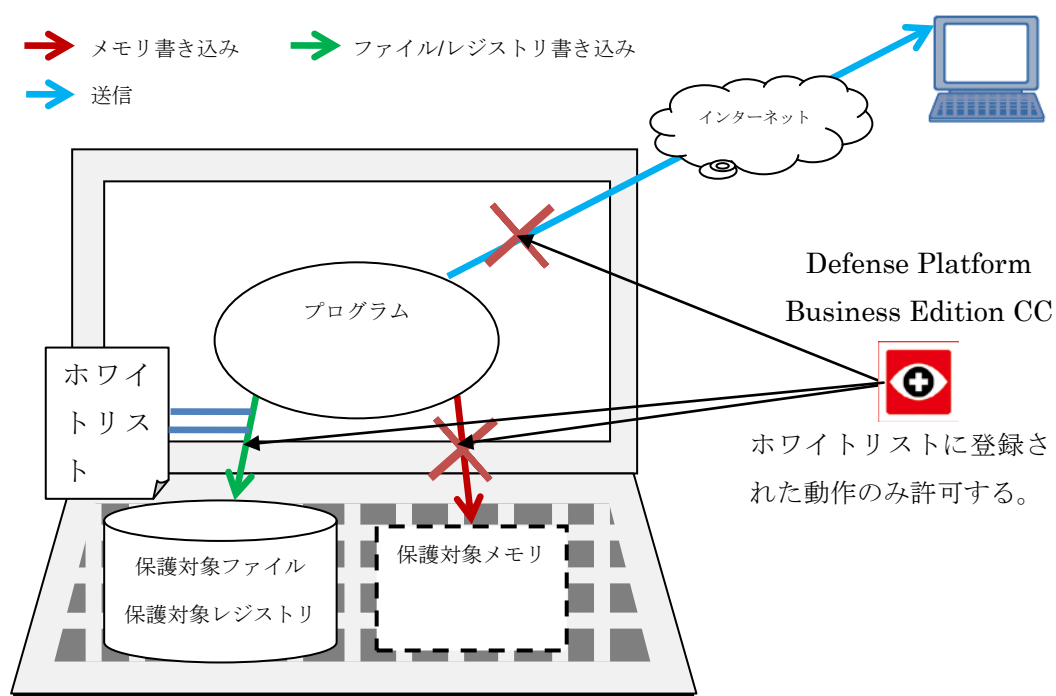 メモリ書き込み
ファイル/レジストリ書き込み
送信
インターネット
Defense Platform
Business Edition CC
プログラム
ホワイ
トリス
ト
ホワイトリストに登録さ
れた動作のみ許可する。
保護対象ファイル
保護対象レジストリ
保護対象メモリ